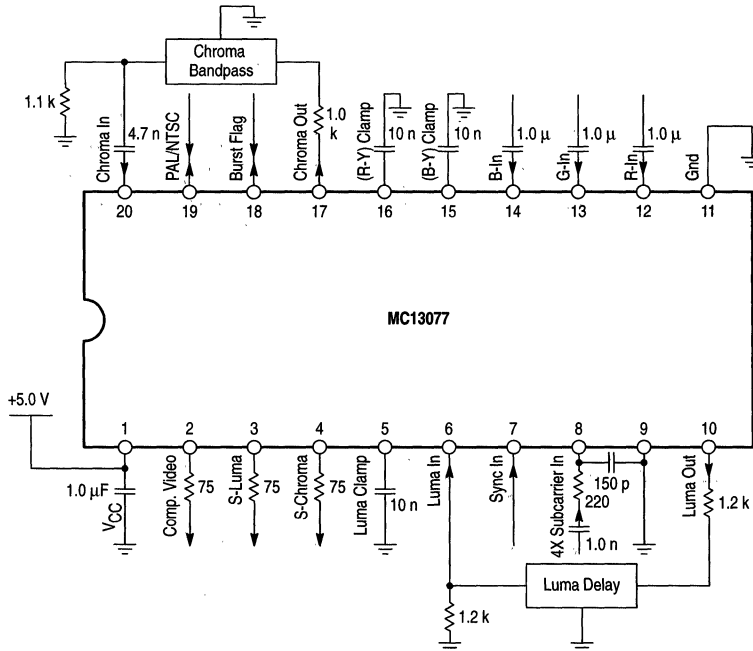 Chroma
Bandpass
1.1 k
Chroma In
4.7 n
PAL/NTSC
Burst Flag
Chroma Out
1.0
k
(R-Y) Clamp
10 n
(B-Y) Clamp
10 n
B-In
1.0 µ
G-In
1.0 µ
R-In
1.0 µ
Gnd
20
19
18
17
16
15
14
13
12
11
MC13077
+5.0 V
1
2
3
4
5
6
7
8
9
10
1.0 µF
VCC
Comp. Video
75
S-Luma
75
S-Chroma
75
Luma Clamp
10 n
Luma In
Sync In
4X Subcarrier In
150 p
220
1.0 n
Luma Out
1.2 k
Luma Delay
1.2 k